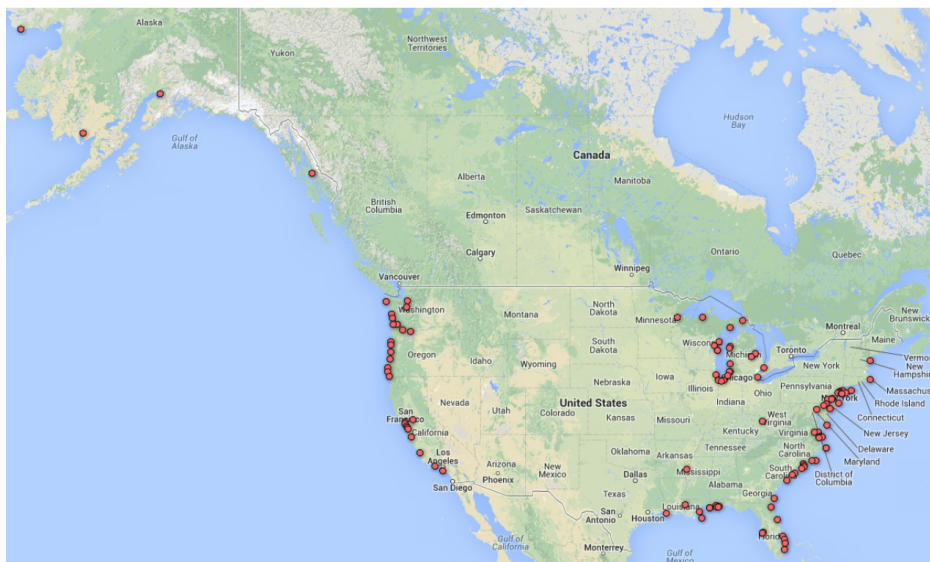 Alaska
Yukon
Northwest
Territories
Hudson
Bay
Gulf of
Alaska
Canada
British
Columbia
Alberta
Manitoba
Edmonton
Saskatchewan
Calgary
Ontario
Quebec
Winnipeg
Vancouver
Washington
Montana
North
Dakota
Minnesota
New
Brunswick
Montreal
Maine
Oregon
Idaho
South
Dakota
Wisconsin
Michigan
Toronto
Vermont
New
Hampshire
New York
Wyoming
Nebraska
Iowa
Illinois
Chicago
Ohio
Pennsylvania
Massachus
New York
Rhode Island
Connecticut
Nevada
Utah
Colorado
United States
Kansas
Missouri
Indiana
West
Virginia
Kentucky
Virginia
New Jersey
Delaware
Maryland
District of
Columbia
San
Francisco
California
Los
Angeles
San Diego
Arizona
Phoenix
New
Mexico
Oklahoma
Arkansas
Tennessee
North
Carolina
South
Carolina
Mississippi
Alabama
Georgia
Dallas
Texas
Louisiana
San
Antonio
Houston
Florida
Monterrey
Gulf of
California
Gulf of
Mexico